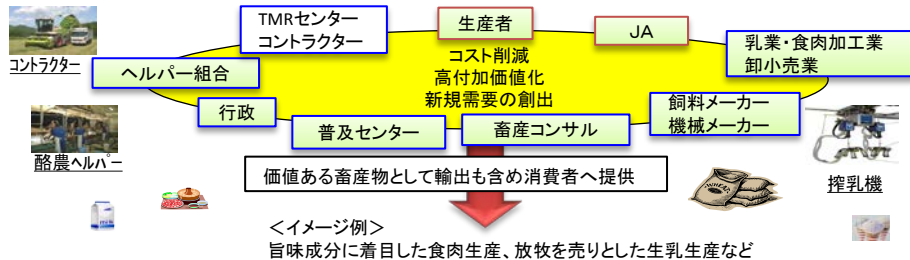 TMRセンター
コントラクター
生産者
JA
乳業・食肉加工業
卸小売業
コントラクター
ヘルパー組合
コスト削減
高付加価値化
新規需要の創出
行政
普及センター
畜産コンサル
飼料メーカー
機械メーカー
酪農ヘルパー
価値ある畜産物として輸出も含め消費者へ提供
搾乳機
＜イメージ例＞
旨味成分に着目した食肉生産、放牧を売りとした生乳生産など